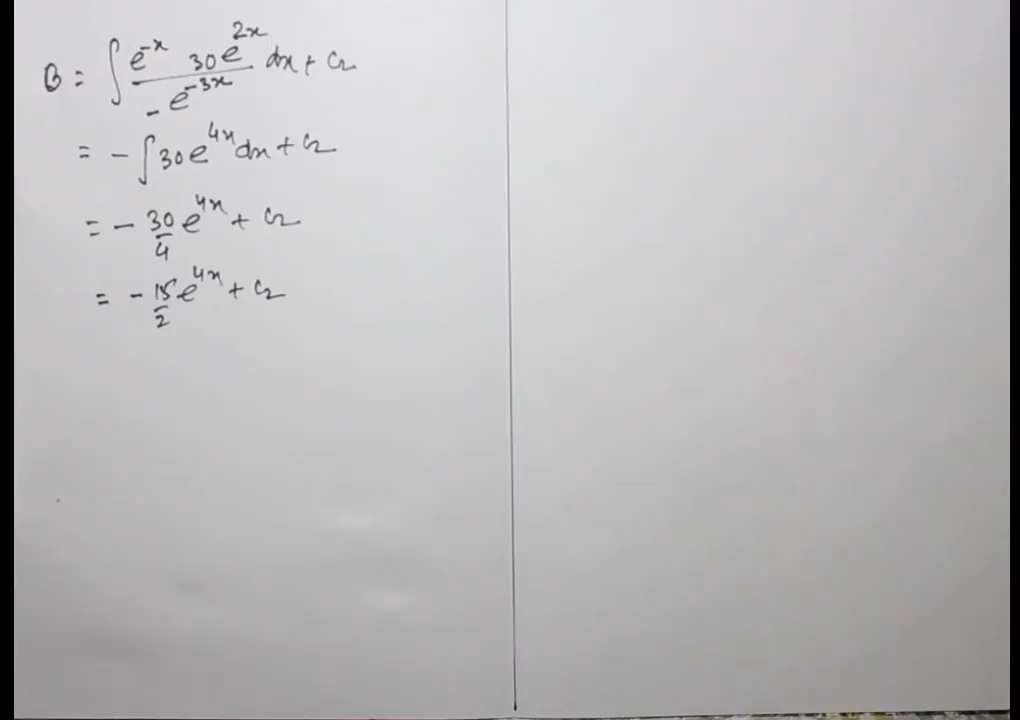 B = ∫ e^{-x} 30e^{2x} / -e^{-3x} dx + C₂
= - ∫ 30e^{4x} dx + C₂
= - 30/4 e^{4x} + C₂
= - 15/2 e^{4x} + C₂